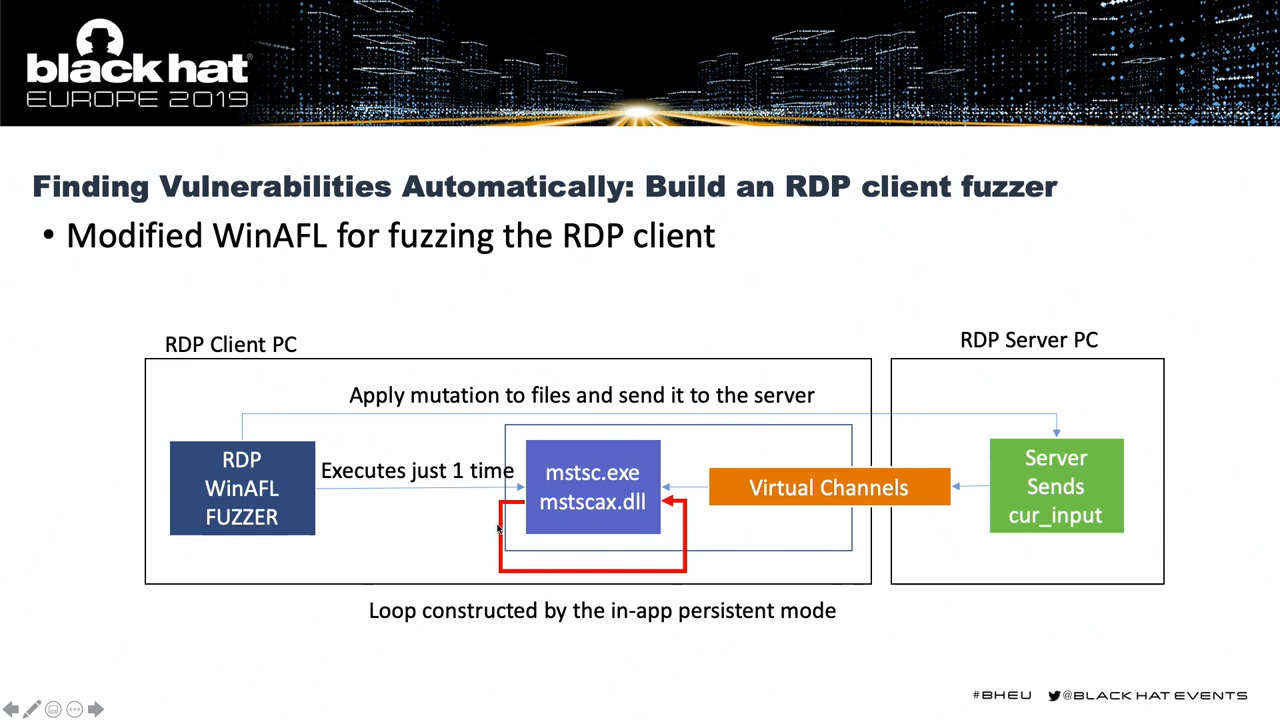 black hat
EUROPE 2019
Finding Vulnerabilities Automatically: Build an RDP client fuzzer
• Modified WinAFL for fuzzing the RDP client
RDP Client PC
RDP Server PC
Apply mutation to files and send it to the server
RDP
WinAFL
FUZZER
Executes just 1 time
mstsc.exe
mstscax.dll
Virtual Channels
Server
Sends
cur_input
Loop constructed by the in-app persistent mode
#BHEU @BLACK HAT EVENTS